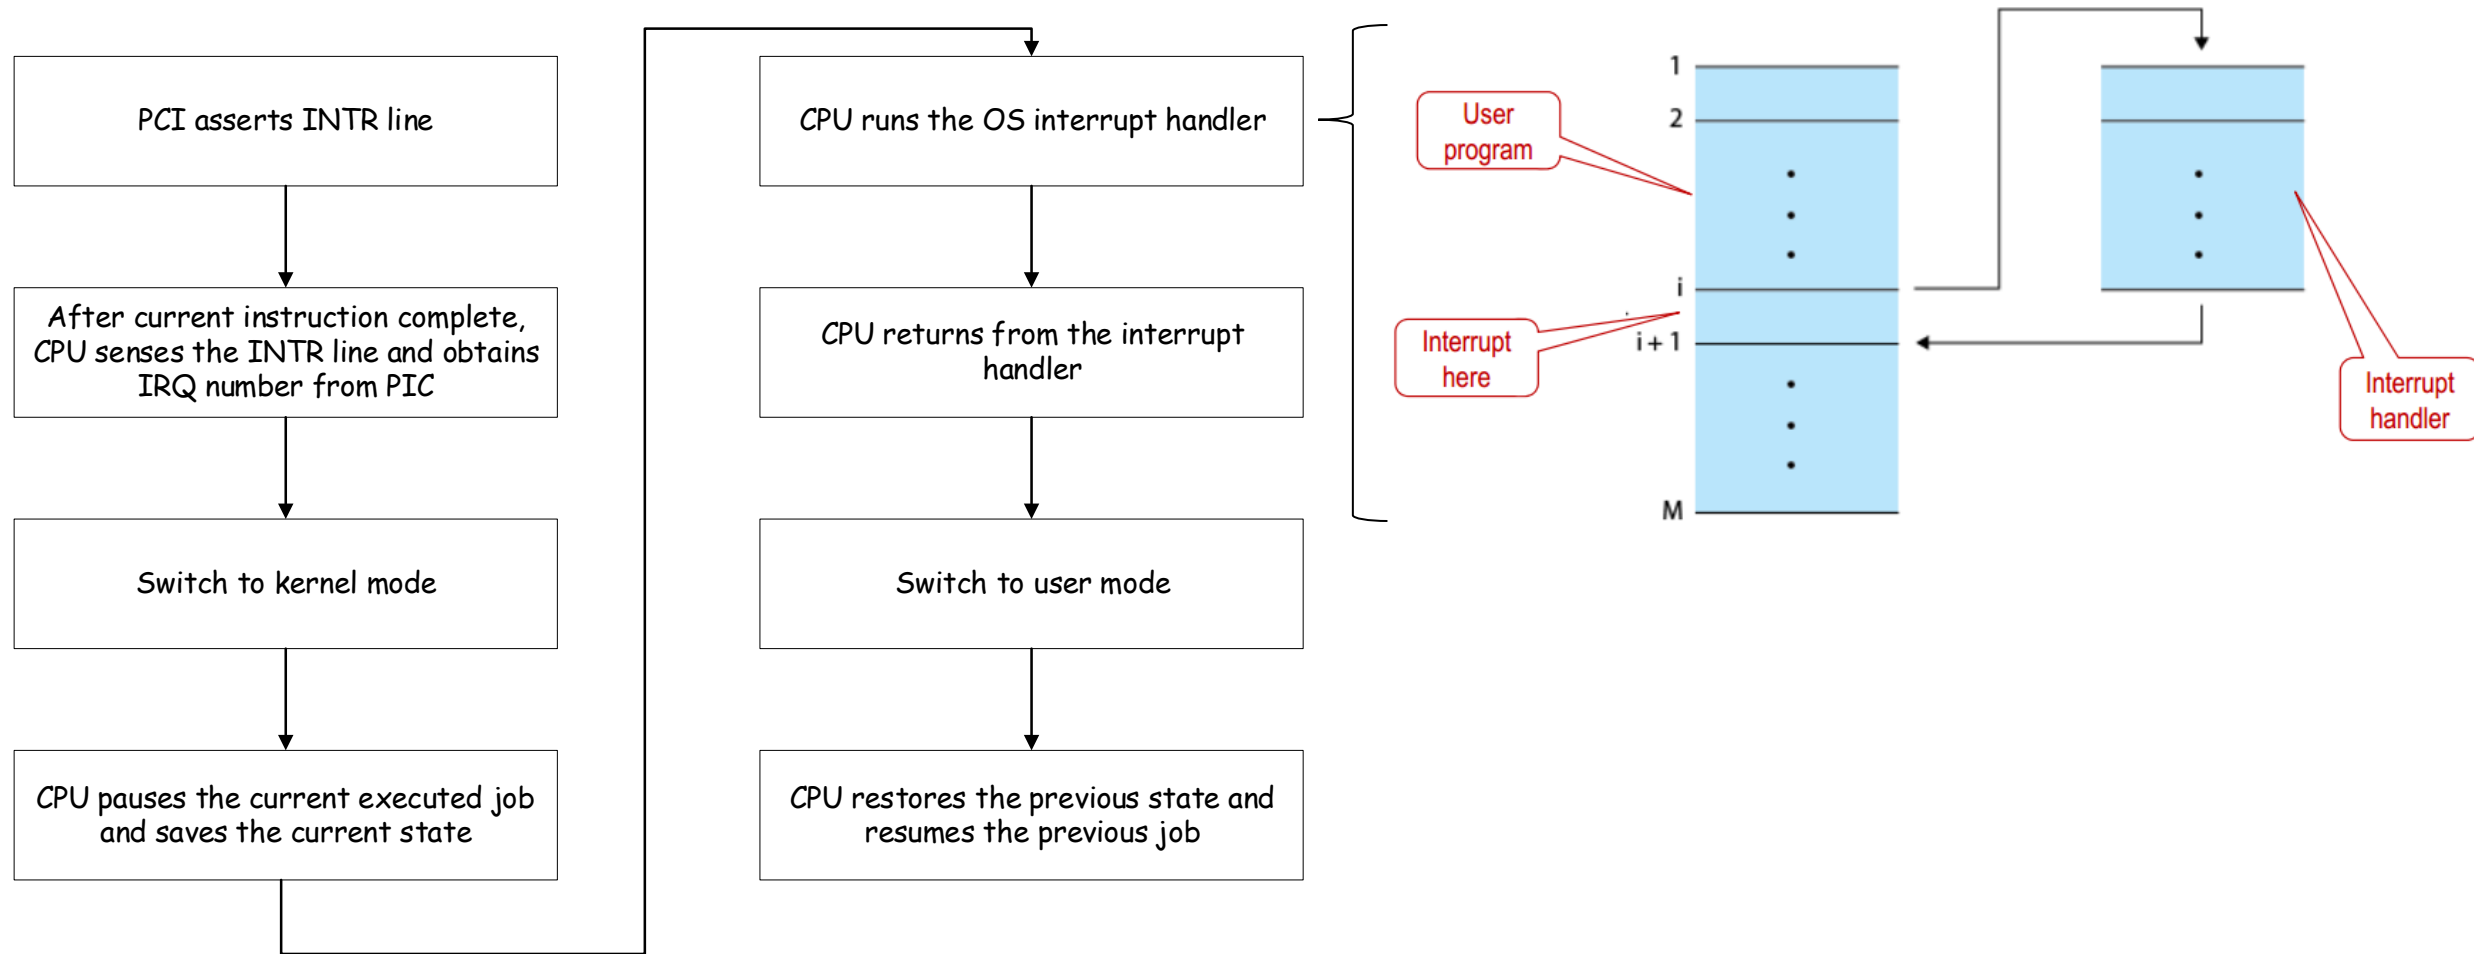 PCI asserts INTR line
After current instruction complete,
CPU senses the INTR line and obtains
IRQ number from PIC
Switch to kernel mode
CPU pauses the current executed job
and saves the current state
CPU runs the OS interrupt handler
CPU returns from the interrupt
handler
Switch to user mode
CPU restores the previous state and
resumes the previous job
1
2
i
i + 1
M
User
program
Interrupt
here
Interrupt
handler